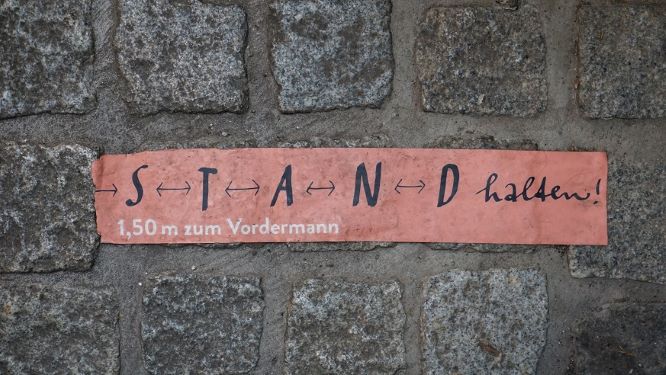 → S ↔ T ↔ A ↔ N ↔ D halten!
1,50 m zum Vordermann